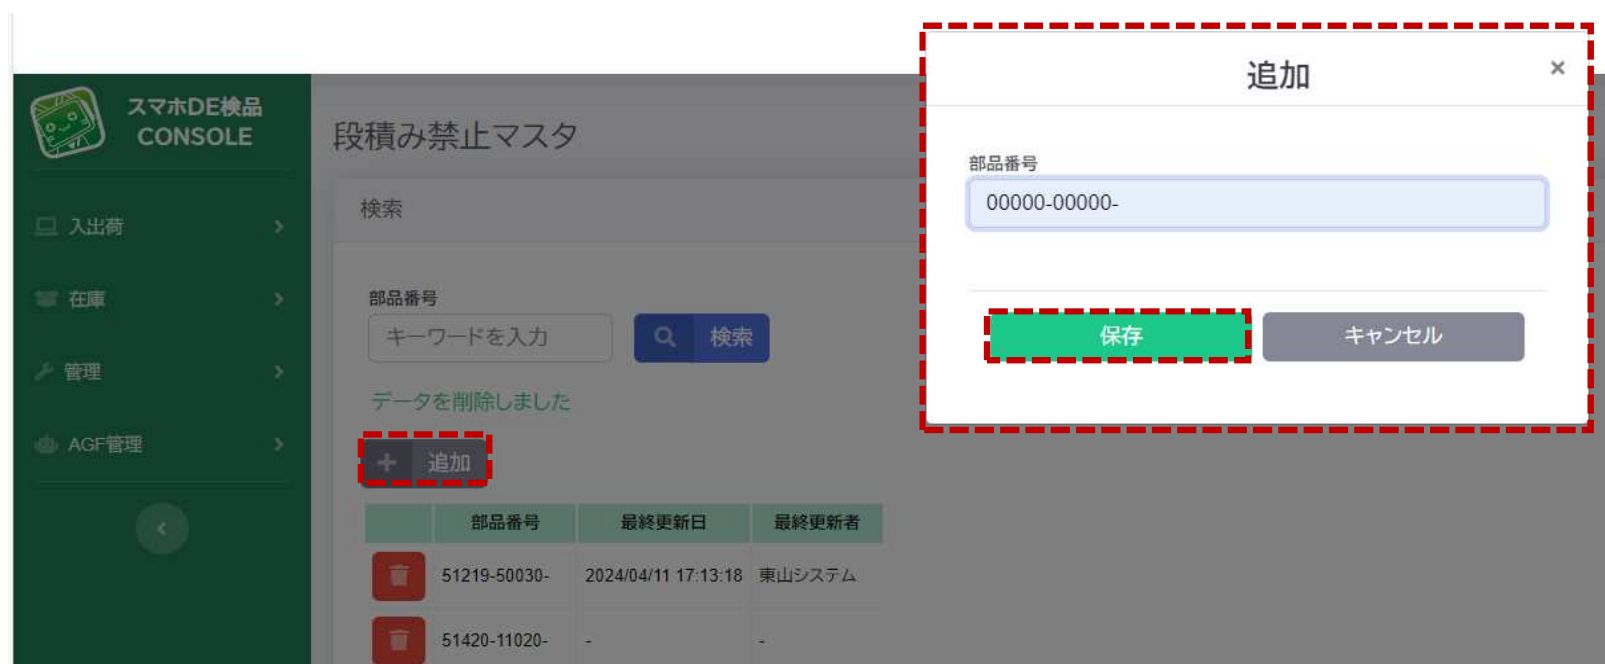 スマホDE検品
CONSOLE
入出荷
在庫
管理
AGF管理
段積み禁止マスタ
検索
部品番号
キーワードを入力
検索
データを削除しました
追加
部品番号 最終更新日 最終更新者
51219-50030- 2024/04/11 17:13:18 東山システム
51420-11020- - -
追加
×
部品番号
00000-00000-
保存
キャンセル